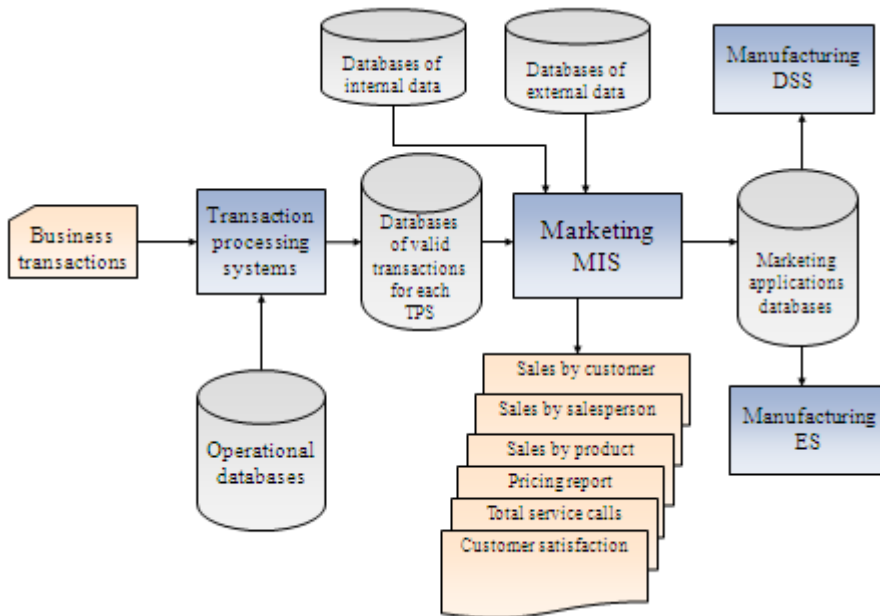 Databases of
internal data
Databases of
external data
Manufacturing
DSS
Business
transactions
Transaction
processing
systems
Databases
of valid
transactions
for each
TPS
Marketing
MIS
Marketing
applications
databases
Operational
databases
Sales by customer
Sales by salesperson
Sales by product
Pricing report
Total service calls
Customer satisfaction
Manufacturing
ES